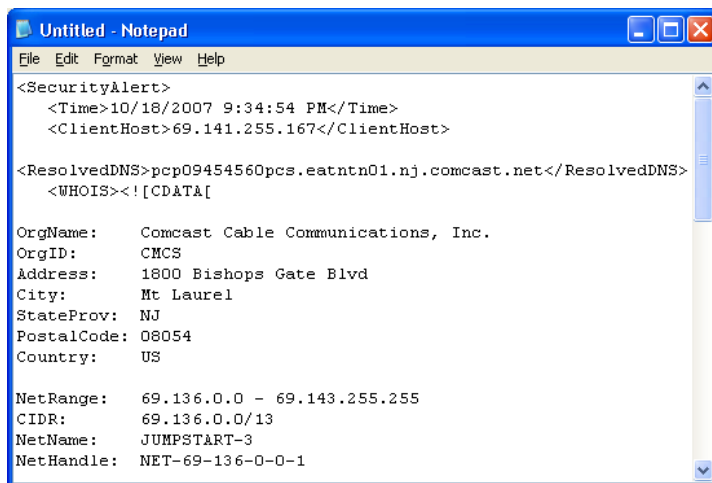 Untitled - Notepad
File Edit Format View Help
<SecurityAlert>
<Time>10/18/2007 9:34:54 PM</Time>
<ClientHost>69.141.255.167</ClientHost>
<ResolvedDNS>pcp09454560pcs.eatntn01.nj.comcast.net</ResolvedDNS>
<WHOIS><![CDATA[
OrgName: Comcast Cable Communications, Inc.
OrgID: CMCS
Address: 1800 Bishops Gate Blvd
City: Mt Laurel
StateProv: NJ
PostalCode: 08054
Country: US
NetRange: 69.136.0.0 - 69.143.255.255
CIDR: 69.136.0.0/13
NetName: JUMPSTART-3
NetHandle: NET-69-136-0-0-1